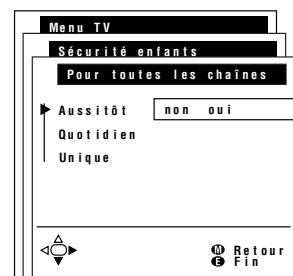 Menu TV
Sécurité enfants
Pour toutes les chaînes
Aussitôt non oui
Quotidien
Unique
M Retour
E Fin